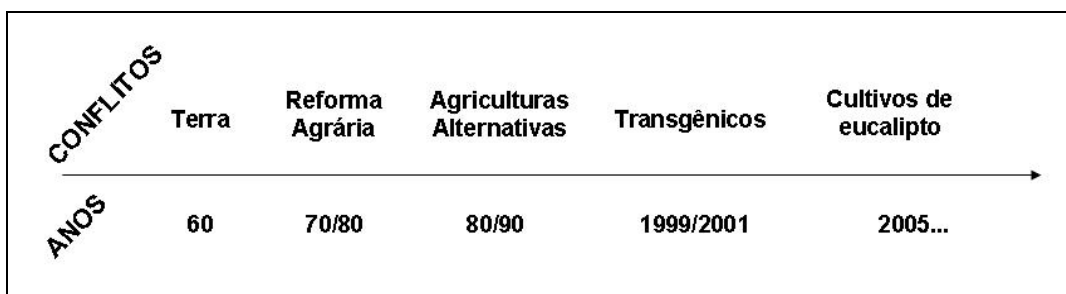 CONFLITOS
Terra
Reforma
Agrária
Agriculturas
Alternativas
Transgênicos
Cultivos de
eucalipto
ANOS
60
70/80
80/90
1999/2001
2005...